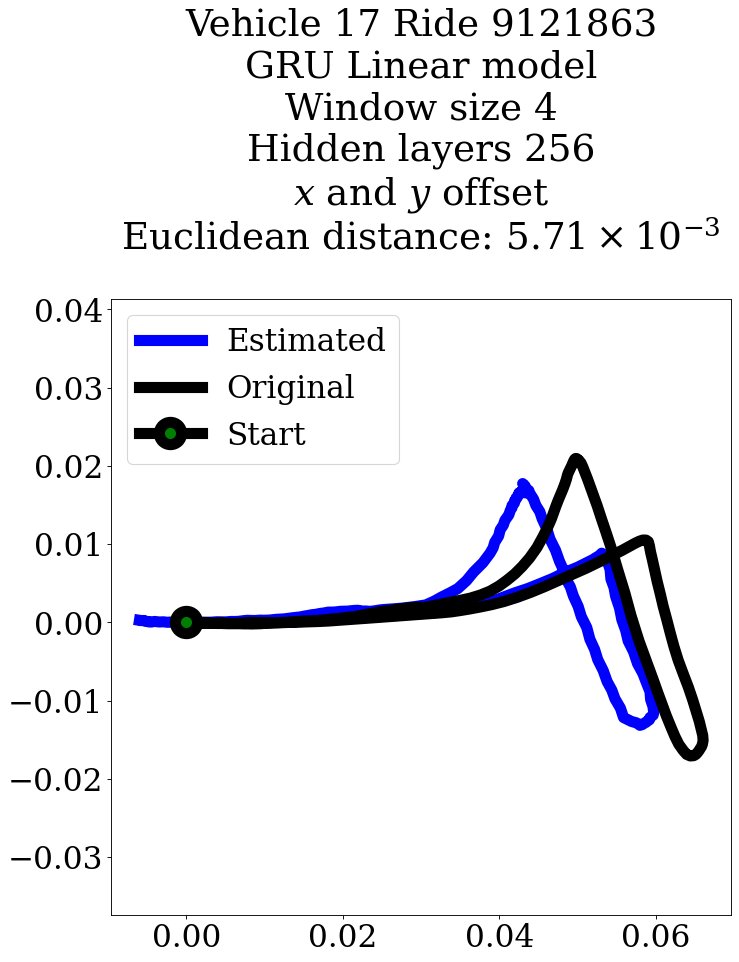 Vehicle 17 Ride 9121863
GRU Linear model
Window size 4
Hidden layers 256
x and y offset
Euclidean distance: 5.71 × 10⁻³
0.04
0.03
0.02
0.01
0.00
−0.01
−0.02
−0.03
Estimated
Original
Start
0.00 0.02 0.04 0.06